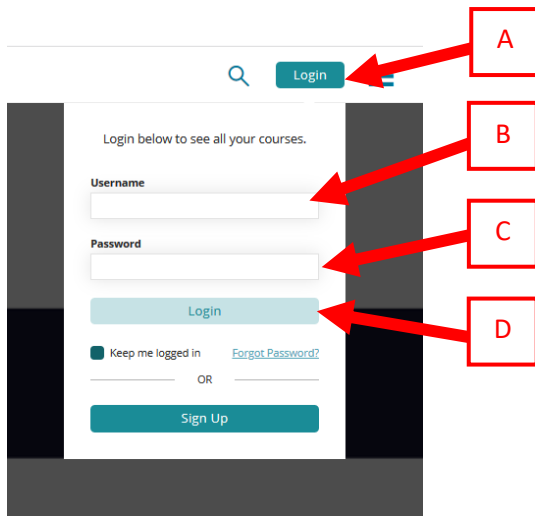 A
Login
B
Login below to see all your courses.
Username
C
Password
D
Login
Keep me logged in Forgot Password?
OR
Sign Up